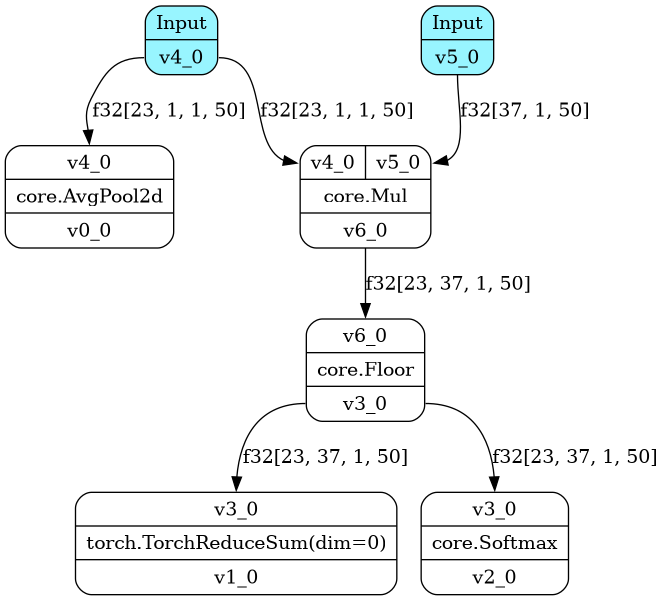 Input
v4_0
Input
v5_0
f32[23, 1, 1, 50]
f32[23, 1, 1, 50]
f32[37, 1, 50]
v4_0
core.AvgPool2d
v0_0
v4_0 v5_0
core.Mul
v6_0
f32[23, 37, 1, 50]
v6_0
core.Floor
v3_0
f32[23, 37, 1, 50]
f32[23, 37, 1, 50]
v3_0
torch.TorchReduceSum(dim=0)
v1_0
v3_0
core.Softmax
v2_0